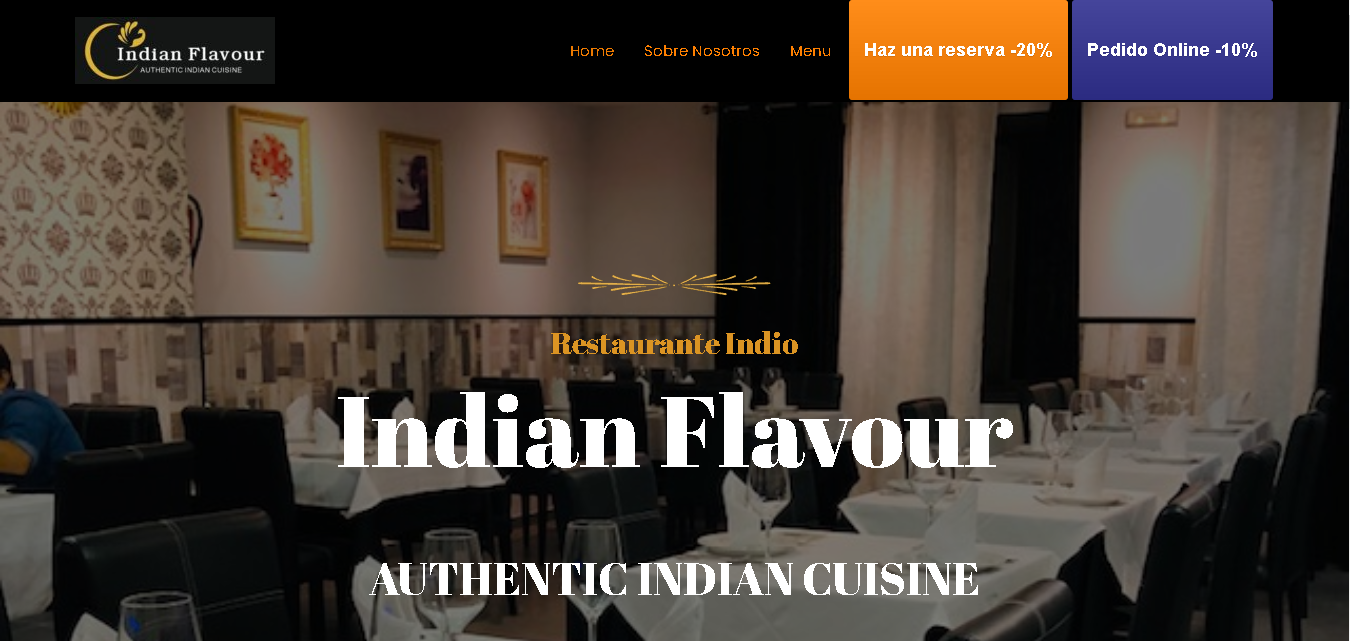 Indian Flavour
AUTHENTIC INDIAN CUISINE
Home
Sobre Nosotros
Menu
Haz una reserva -20%
Pedido Online -10%
Restaurante Indio
Indian Flavour
AUTHENTIC INDIAN CUISINE